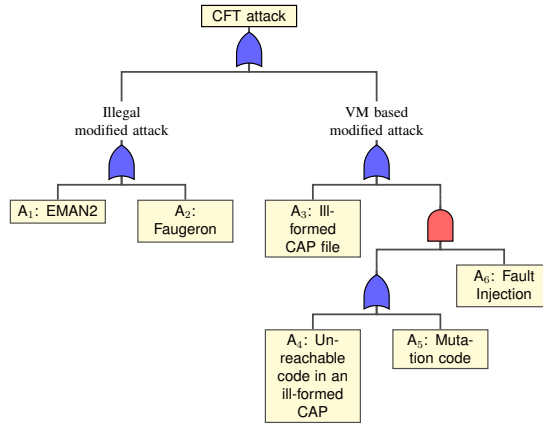 CFT attack
Illegal
modified attack
VM based
modified attack
A₁: EMAN2
A₂:
Faugeron
A₃: Ill-
formed
CAP file
A₆: Fault
Injection
A₄: Un-
reachable
code in an
ill-formed
CAP
A₅: Muta-
tion code